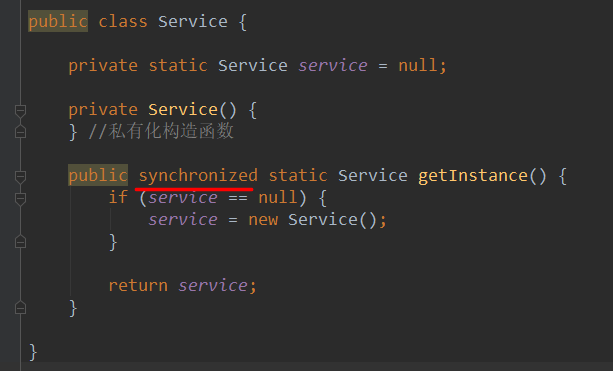 public class Service {
private static Service service = null;
private Service() {
} //私有化构造函数
public synchronized static Service getInstance() {
if (service == null) {
service = new Service();
}
return service;
}
}